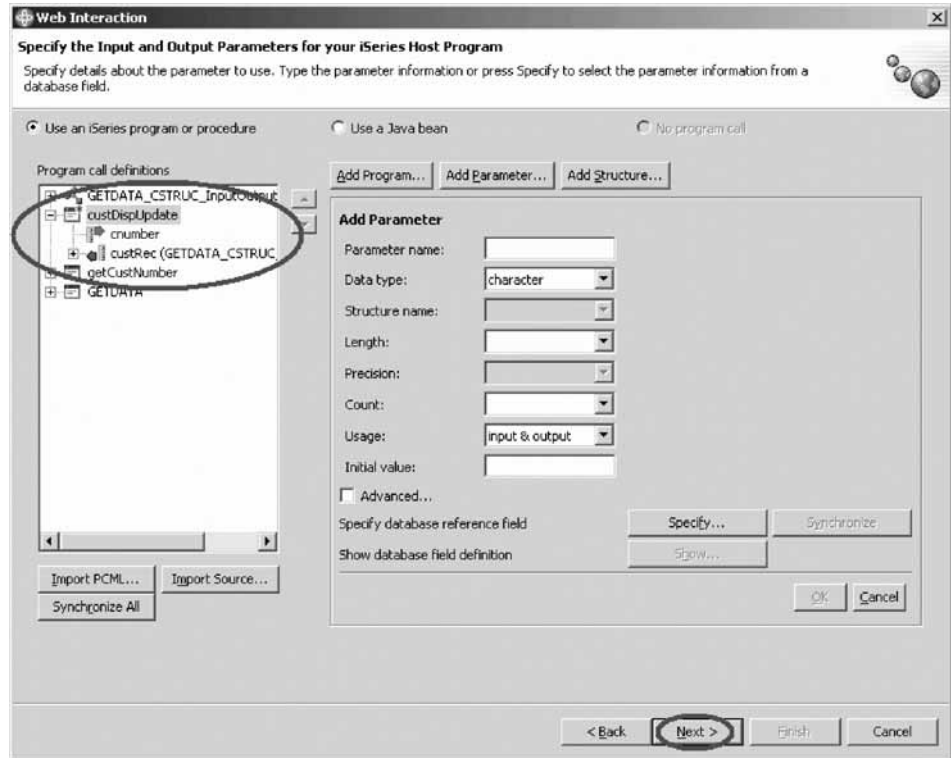 Web Interaction
Specify the Input and Output Parameters for your iSeries Host Program
Specify details about the parameter to use. Type the parameter information or press Specify to select the parameter information from a
database field.
Use an iSeries program or procedure
Use a Java bean
No program call
Program call definitions
GETDATA_CSTRUC_InputOutput
custDispUpdate
cnumber
custRec (GETDATA_CSTRUC_
getCustNumber
GETDATA
Import PCML...
Import Source...
Synchronize All
Add Program...
Add Parameter...
Add Structure...
Add Parameter
Parameter name:
Data type:
character
Structure name:
Length:
Precision:
Count:
Usage:
input & output
Initial value:
Advanced...
Specify database reference field
Specify...
Synchronize
Show database field definition
Show...
OK
Cancel
< Back
Next >
Finish
Cancel